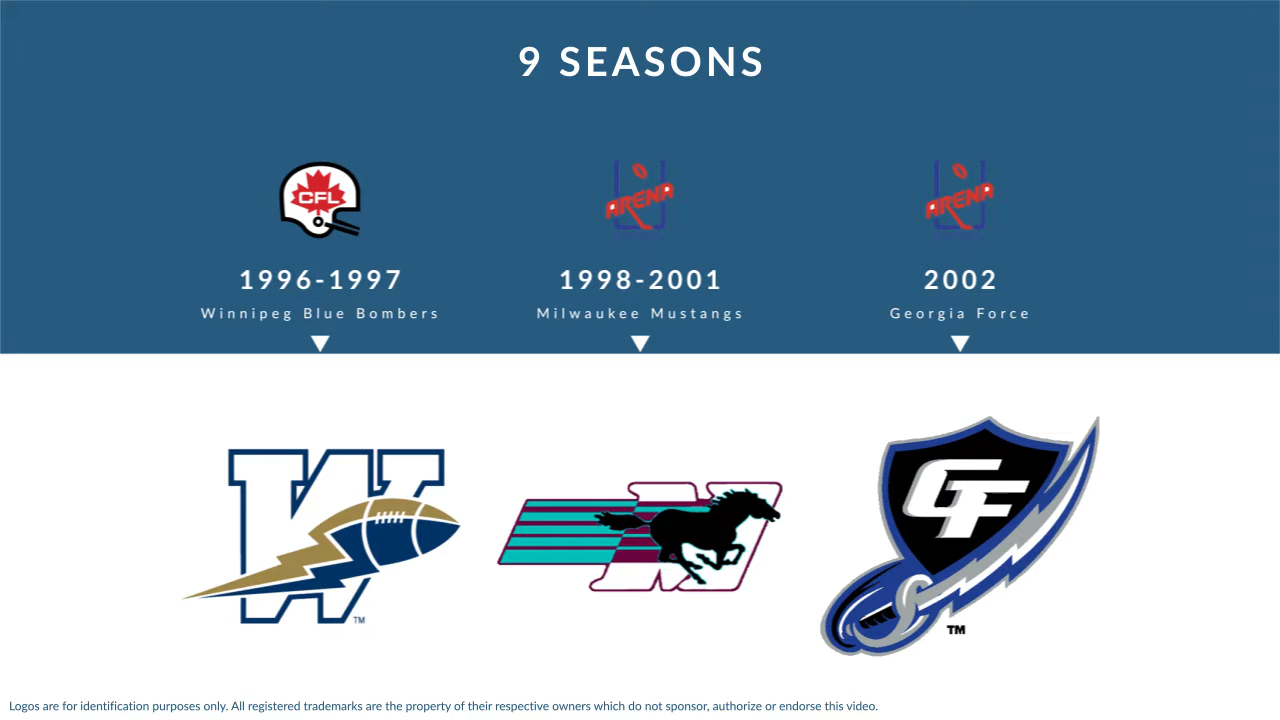 9 SEASONS
CFL
ARENA
ARENA
1996-1997
1998-2001
2002
Winnipeg Blue Bombers
Milwaukee Mustangs
Georgia Force
W
M
GF
TM
TM
Logos are for identification purposes only. All registered trademarks are the property of their respective owners which do not sponsor, authorize or endorse this video.